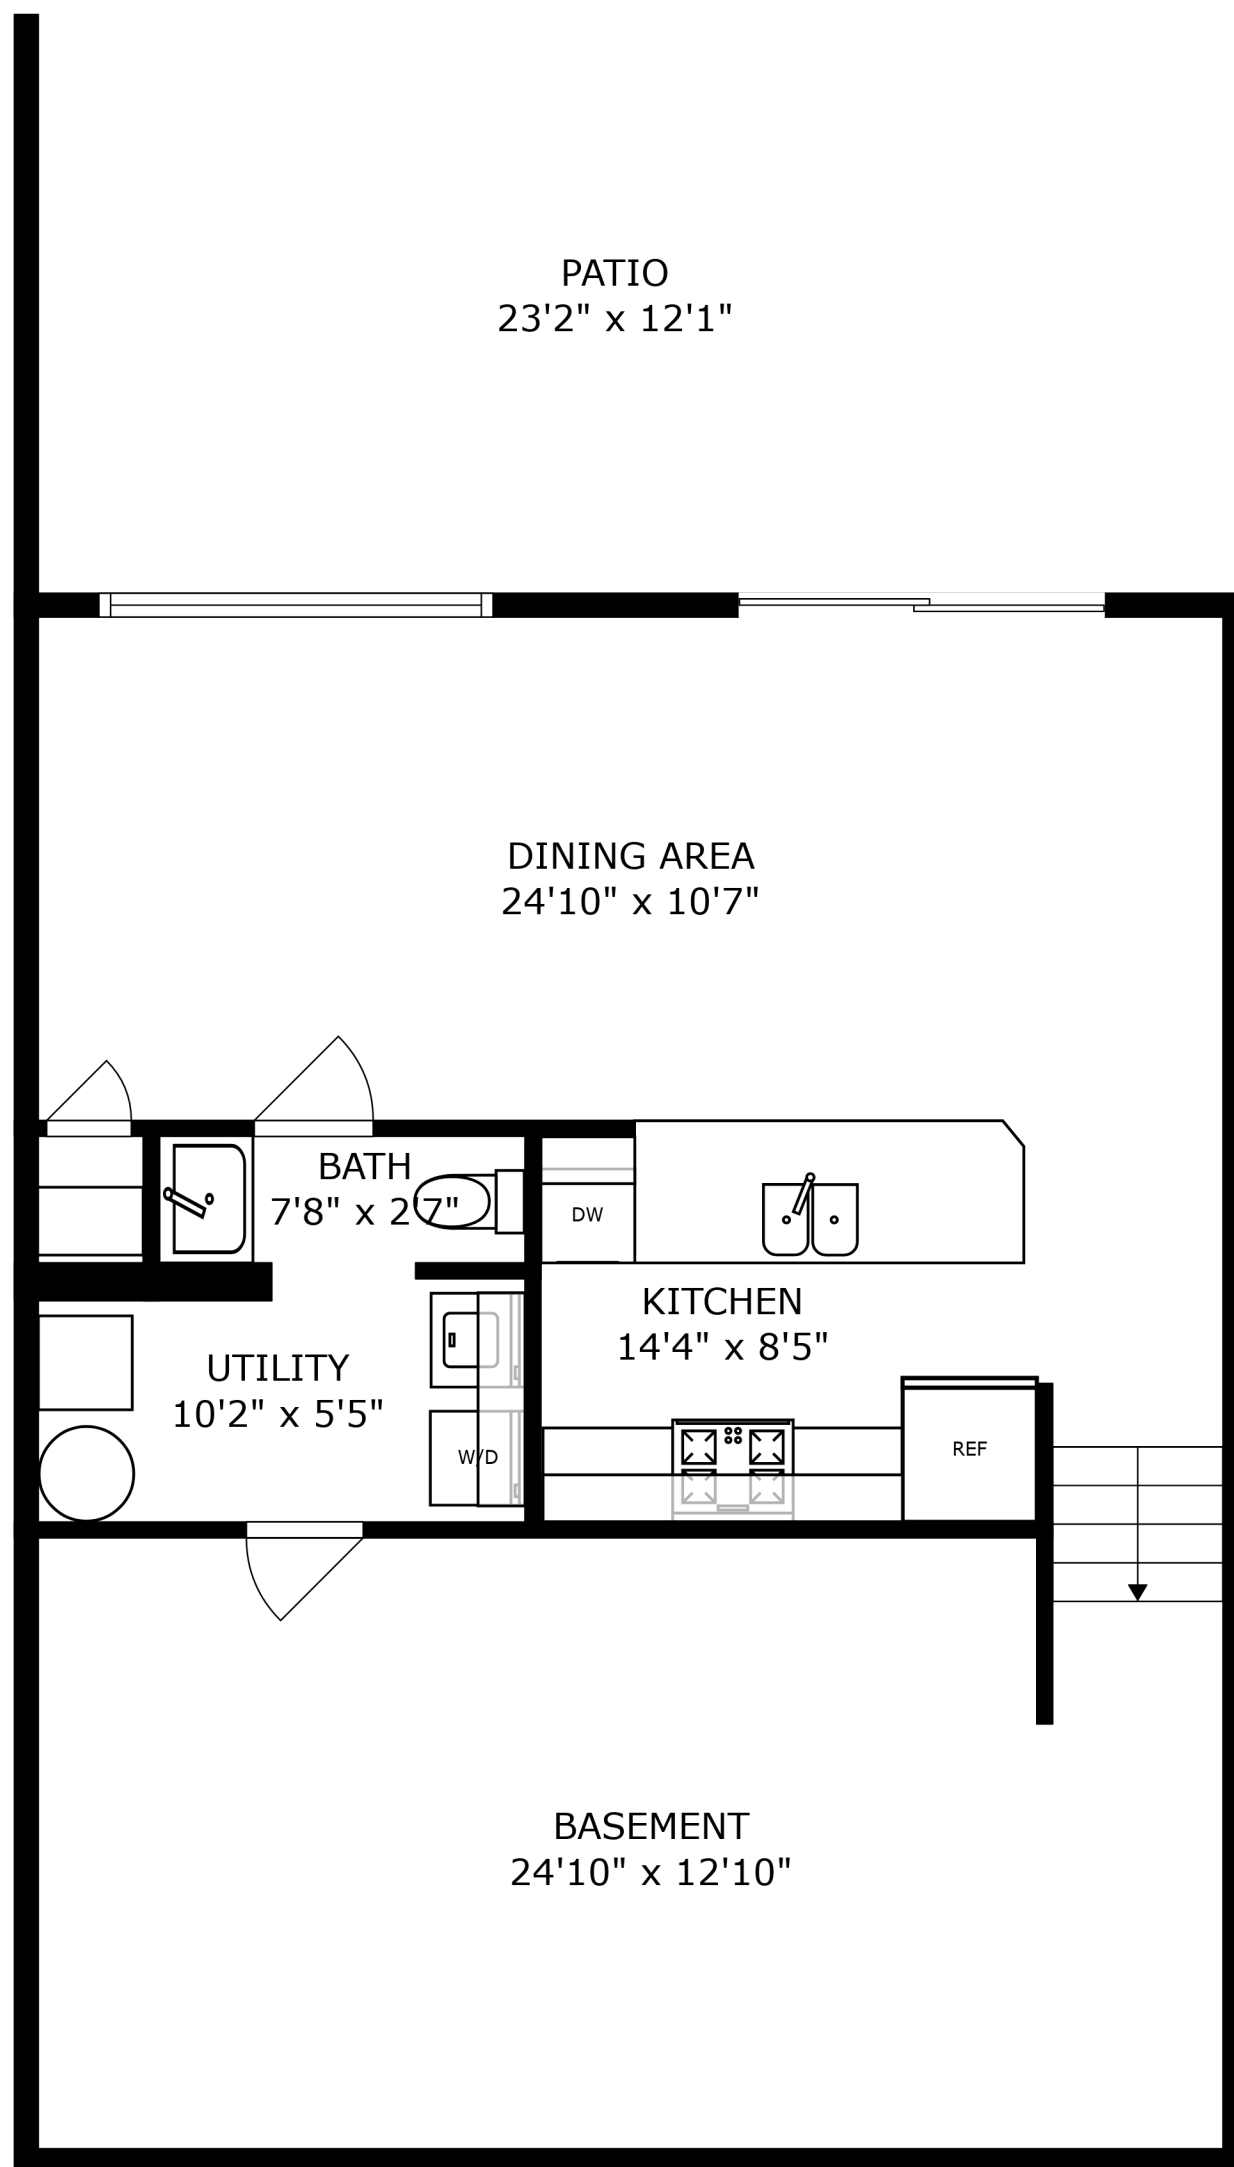 PATIO
23'2" x 12'1"
DINING AREA
24'10" x 10'7"
BATH
7'8" x 2'7"
DW
KITCHEN
14'4" x 8'5"
UTILITY
10'2" x 5'5"
REF
W/D
BASEMENT
24'10" x 12'10"